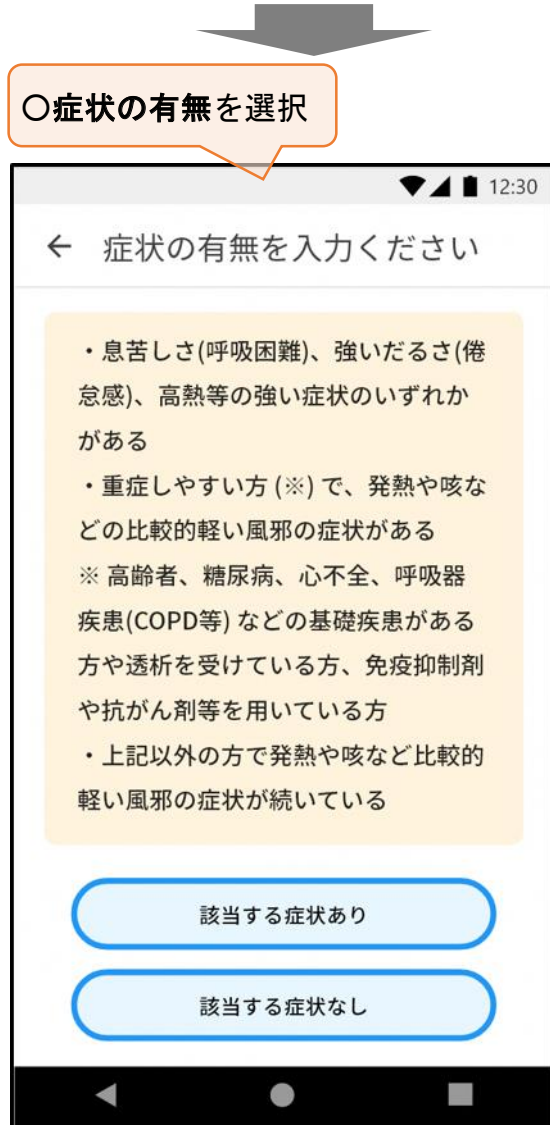 〇症状の有無を選択
12:30
← 症状の有無を入力ください
・息苦しさ(呼吸困難)、強いだるさ(倦
怠感)、高熱等の強い症状のいずれか
がある
・重症しやすい方 (※) で、発熱や咳な
どの比較的軽い風邪の症状がある
※ 高齢者、糖尿病、心不全、呼吸器
疾患(COPD等) などの基礎疾患がある
方や透析を受けている方、免疫抑制剤
や抗がん剤等を用いている方
・上記以外の方で発熱や咳など比較的
軽い風邪の症状が続いている
該当する症状あり
該当する症状なし